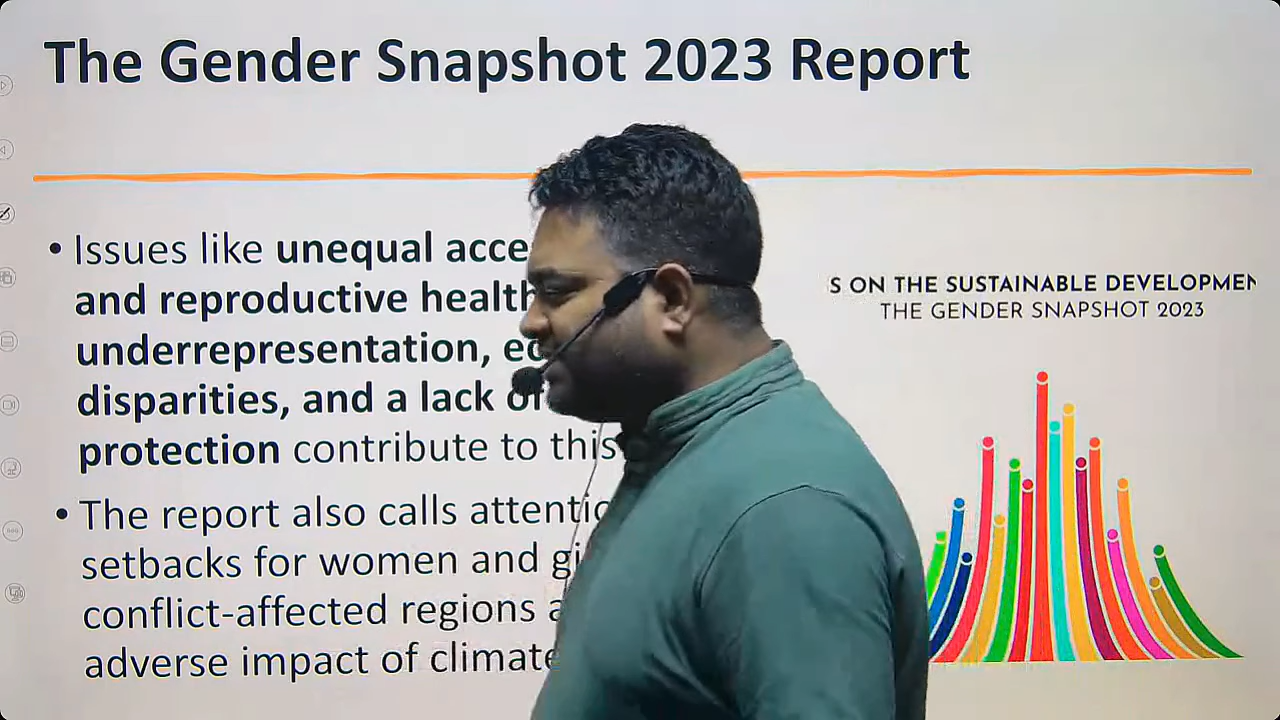 The Gender Snapshot 2023 Report
• Issues like unequal acce
and reproductive health
underrepresentation, ec
disparities, and a lack of
protection contribute to this
• The report also calls attentic
setbacks for women and gi
conflict-affected regions a
adverse impact of climate
S ON THE SUSTAINABLE DEVELOPMEN
THE GENDER SNAPSHOT 2023